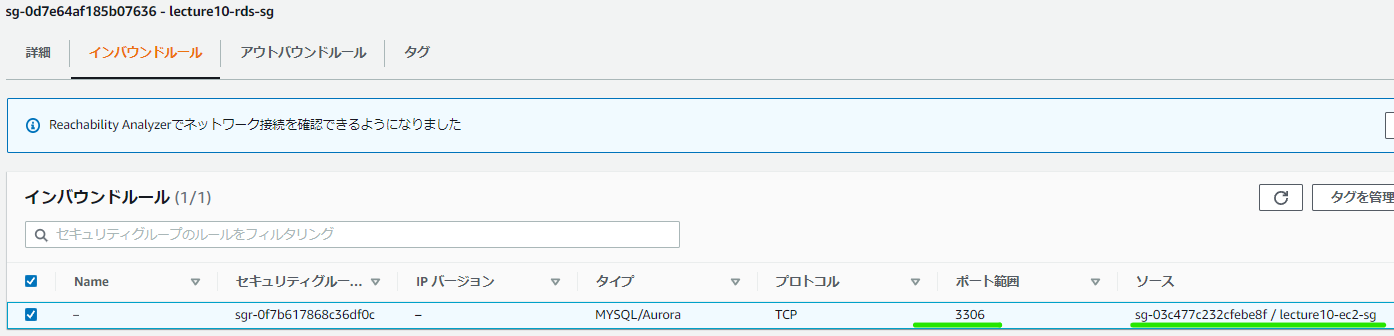 sg-0d7e64af185b07636 - lecture10-rds-sg
詳細 インバウンドルール アウトバウンドルール タグ
Reachability Analyzerでネットワーク接続を確認できるようになりました
インバウンドルール (1/1)
タグを管理
セキュリティグループのルールをフィルタリング
Name セキュリティグルー... IP バージョン タイプ プロトコル ポート範囲 ソース
– sgr-0f7b617868c36df0c – MYSQL/Aurora TCP 3306 sg-03c477c232cfebe8f / lecture10-ec2-sg